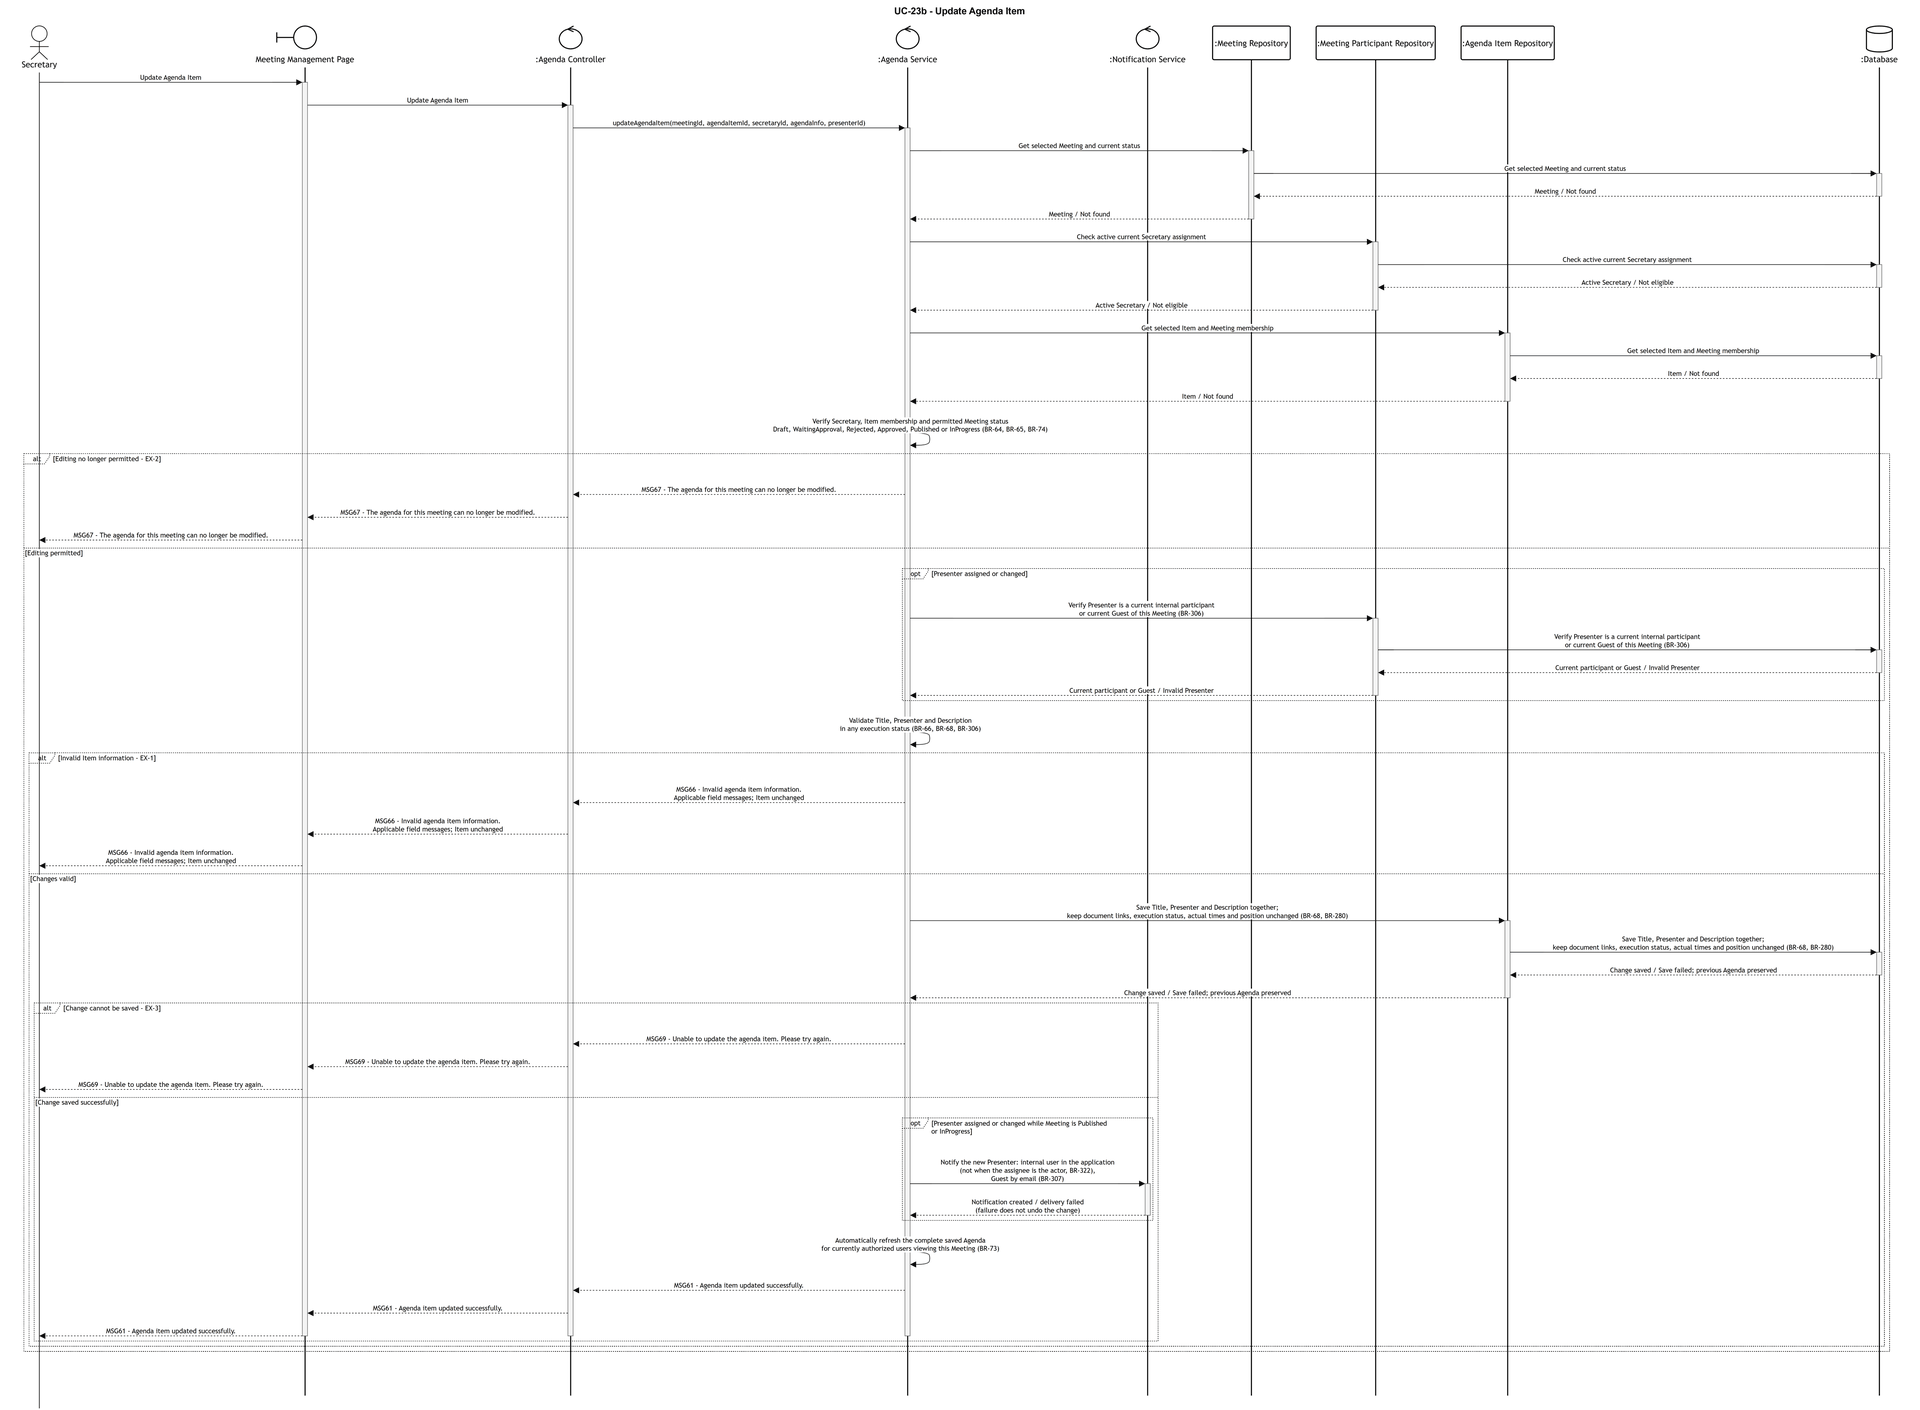 UC-23b - Update Agenda Item
Secretary
Meeting Management Page
:Agenda Controller
:Agenda Service
:Notification Service
:Meeting Repository
:Meeting Participant Repository
:Agenda Item Repository
:Database
Update Agenda Item
Update Agenda Item
updateAgendaItem(meetingId, agendaItemId, secretaryId, agendaInfo, presenterId)
Get selected Meeting and current status
Get selected Meeting and current status
Meeting / Not found
Meeting / Not found
Check active current Secretary assignment
Check active current Secretary assignment
Active Secretary / Not eligible
Active Secretary / Not eligible
Get selected Item and Meeting membership
Get selected Item and Meeting membership
Item / Not found
Item / Not found
Verify Secretary, Item membership and permitted Meeting status
Draft, WaitingApproval, Rejected, Approved, Published or InProgress (BR-64, BR-65, BR-74)
alt
[Editing no longer permitted - EX-2]
MSG67 - The agenda for this meeting can no longer be modified.
MSG67 - The agenda for this meeting can no longer be modified.
MSG67 - The agenda for this meeting can no longer be modified.
[Editing permitted]
opt
[Presenter assigned or changed]
Verify Presenter is a current internal participant
or current Guest of this Meeting (BR-306)
Verify Presenter is a current internal participant
or current Guest of this Meeting (BR-306)
Current participant or Guest / Invalid Presenter
Current participant or Guest / Invalid Presenter
Validate Title, Presenter and Description
in any execution status (BR-66, BR-68, BR-306)
alt
[Invalid Item information - EX-1]
MSG66 - Invalid agenda item information.
Applicable field messages; Item unchanged
MSG66 - Invalid agenda item information.
Applicable field messages; Item unchanged
MSG66 - Invalid agenda item information.
Applicable field messages; Item unchanged
[Changes valid]
Save Title, Presenter and Description together;
keep document links, execution status, actual times and position unchanged (BR-68, BR-280)
Save Title, Presenter and Description together;
keep document links, execution status, actual times and position unchanged (BR-68, BR-280)
Change saved / Save failed; previous Agenda preserved
Change saved / Save failed; previous Agenda preserved
alt
[Change cannot be saved - EX-3]
MSG69 - Unable to update the agenda item. Please try again.
MSG69 - Unable to update the agenda item. Please try again.
MSG69 - Unable to update the agenda item. Please try again.
[Change saved successfully]
opt
[Presenter assigned or changed while Meeting is Published
or InProgress]
Notify the new Presenter: internal user in the application
(not when the assignee is the actor, BR-322),
Guest by email (BR-307)
Notification created / delivery failed
(failure does not undo the change)
Automatically refresh the complete saved Agenda
for currently authorized users viewing this Meeting (BR-73)
MSG61 - Agenda item updated successfully.
MSG61 - Agenda item updated successfully.
MSG61 - Agenda item updated successfully.